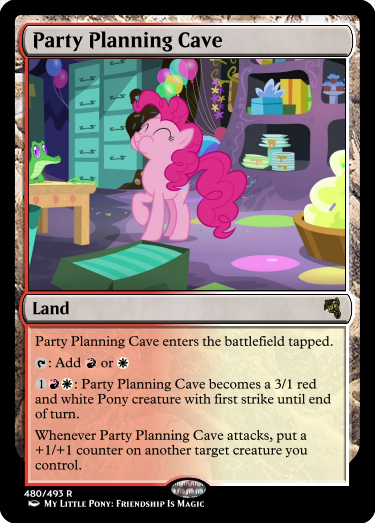 Party Planning Cave
Land
Party Planning Cave enters the battlefield tapped.
: Add or
1 : Party Planning Cave becomes a 3/1 red
and white Pony creature with first strike until end
of turn.
Whenever Party Planning Cave attacks, put a
+1/+1 counter on another target creature you
control.
480/493 R
My Little Pony: Friendship Is Magic